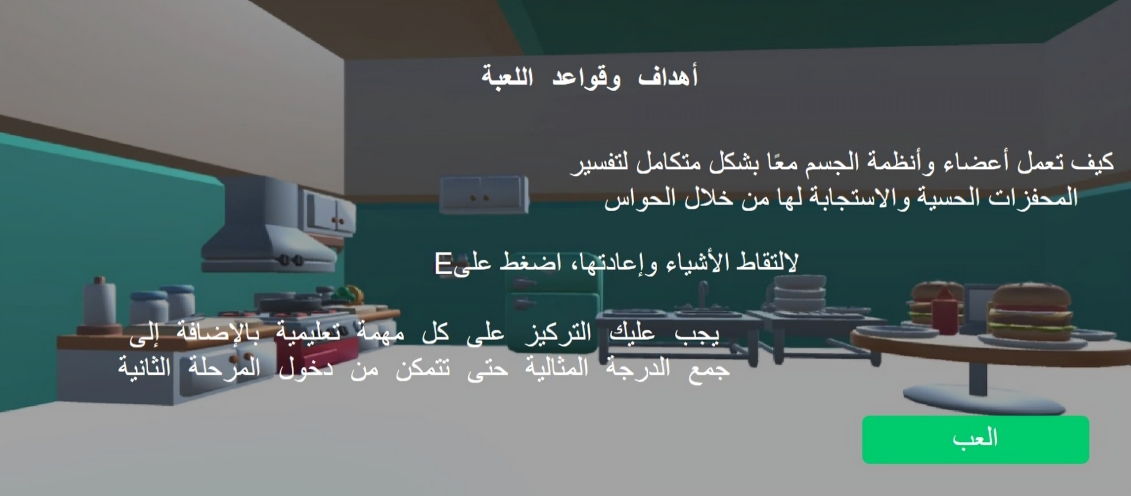 أهداف وقواعد اللعبة
كيف تعمل أعضاء وأنظمة الجسم معًا بشكل متكامل لتفسير
المحفزات الحسية والاستجابة لها من خلال الحواس
لالتقاط الأشياء وإعادتها، اضغط علىE
يجب عليك التركيز على كل مهمة تعليمية بالإضافة إلى
جمع الدرجة المثالية حتى تتمكن من دخول المرحلة الثانية
العب